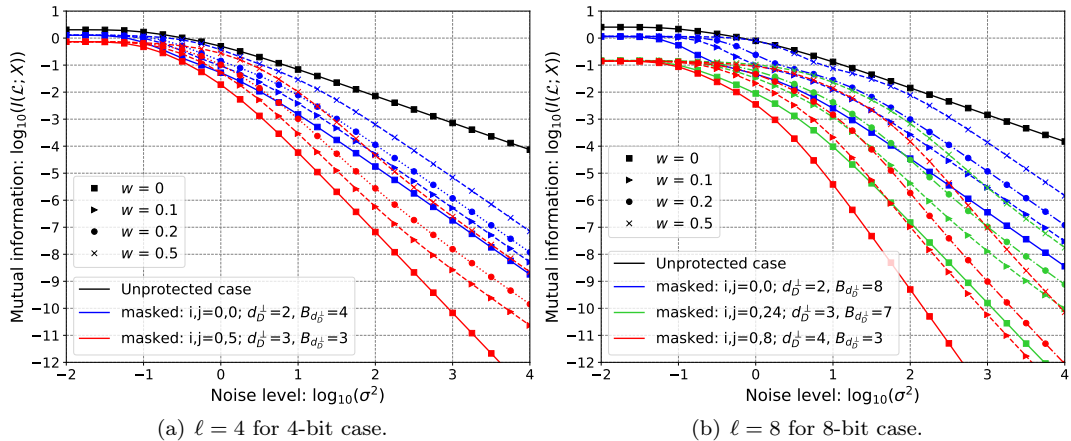 Mutual information: log₁₀(I(𝓛; X))
1
0
−1
−2
−3
−4
−5
−6
−7
−8
−9
−10
−11
−12
w = 0
w = 0.1
w = 0.2
w = 0.5
Unprotected case
masked: i,j=0,0; d_D^⊥=2, B_{d_D^⊥}=4
masked: i,j=0,5; d_D^⊥=3, B_{d_D^⊥}=3
−2 −1 0 1 2 3 4
Noise level: log₁₀(σ²)
(a) ℓ = 4 for 4-bit case.
Mutual information: log₁₀(I(𝓛; X))
1
0
−1
−2
−3
−4
−5
−6
−7
−8
−9
−10
−11
−12
w = 0
w = 0.1
w = 0.2
w = 0.5
Unprotected case
masked: i,j=0,0; d_D^⊥=2, B_{d_D^⊥}=8
masked: i,j=0,24; d_D^⊥=3, B_{d_D^⊥}=7
masked: i,j=0,8; d_D^⊥=4, B_{d_D^⊥}=3
−2 −1 0 1 2 3 4
Noise level: log₁₀(σ²)
(b) ℓ = 8 for 8-bit case.